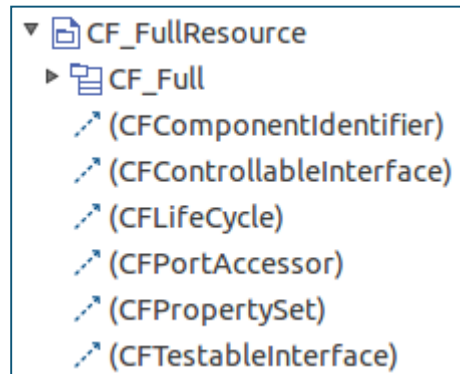 CF_FullResource
CF_Full
(CFComponentIdentifier)
(CFControllableInterface)
(CFLifeCycle)
(CFPortAccessor)
(CFPropertySet)
(CFTestableInterface)